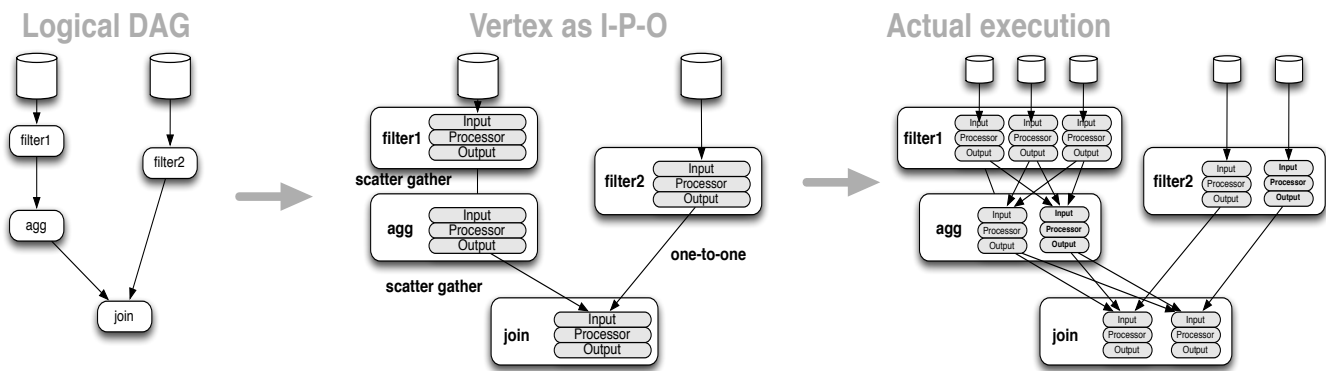 Logical DAG
filter1
filter2
agg
join
Vertex as I-P-O
filter1
Input
Processor
Output
scatter gather
filter2
Input
Processor
Output
agg
Input
Processor
Output
one-to-one
scatter gather
join
Input
Processor
Output
Actual execution
filter1
Input Input Input
Processor Processor Processor
Output Output Output
filter2
Input Input
Processor Processor
Output Output
agg
Input Input
Processor Processor
Output Output
join
Input Input
Processor Processor
Output Output